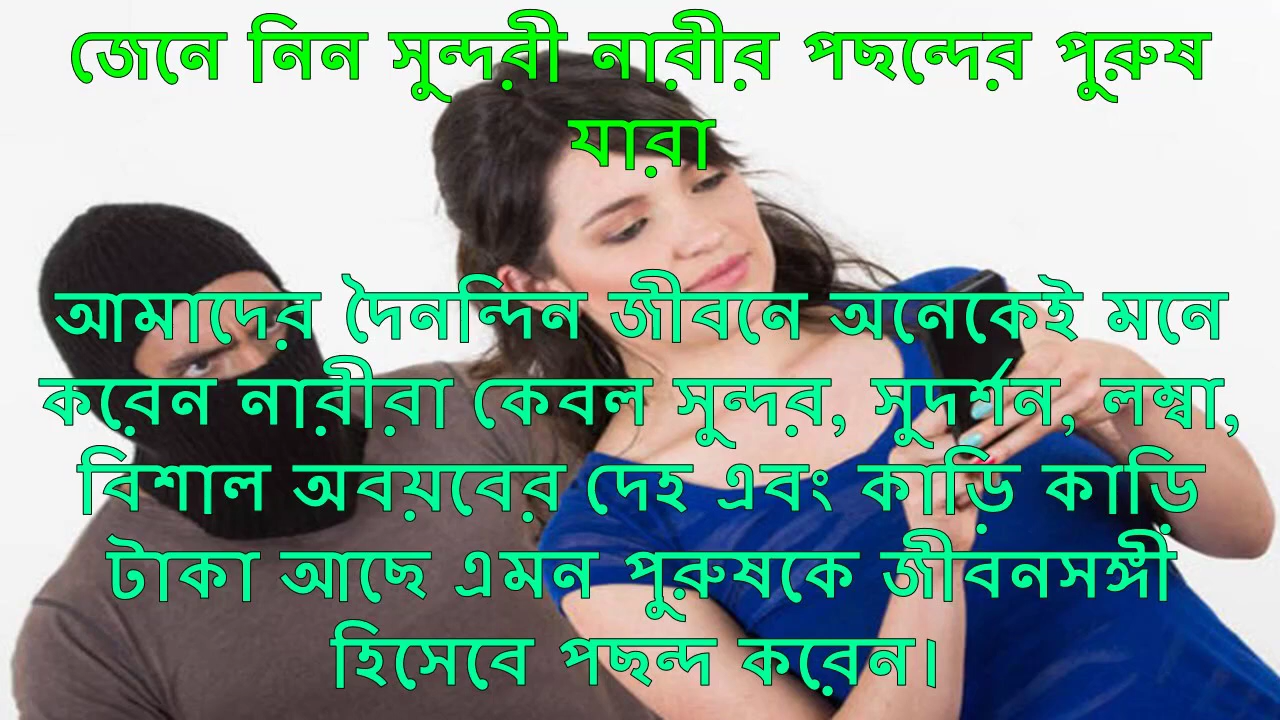 জেনে নিন সুন্দরী নারীর পছন্দের পুরুষ
যারা
আমাদের দৈনন্দিন জীবনে অনেকেই মনে
করেন নারীরা কেবল সুন্দর, সুদর্শন, লম্বা,
বিশাল অবয়বের দেহ এবং কাড়ি কাড়ি
টাকা আছে এমন পুরুষকে জীবনসঙ্গী
হিসেবে পছন্দ করেন।